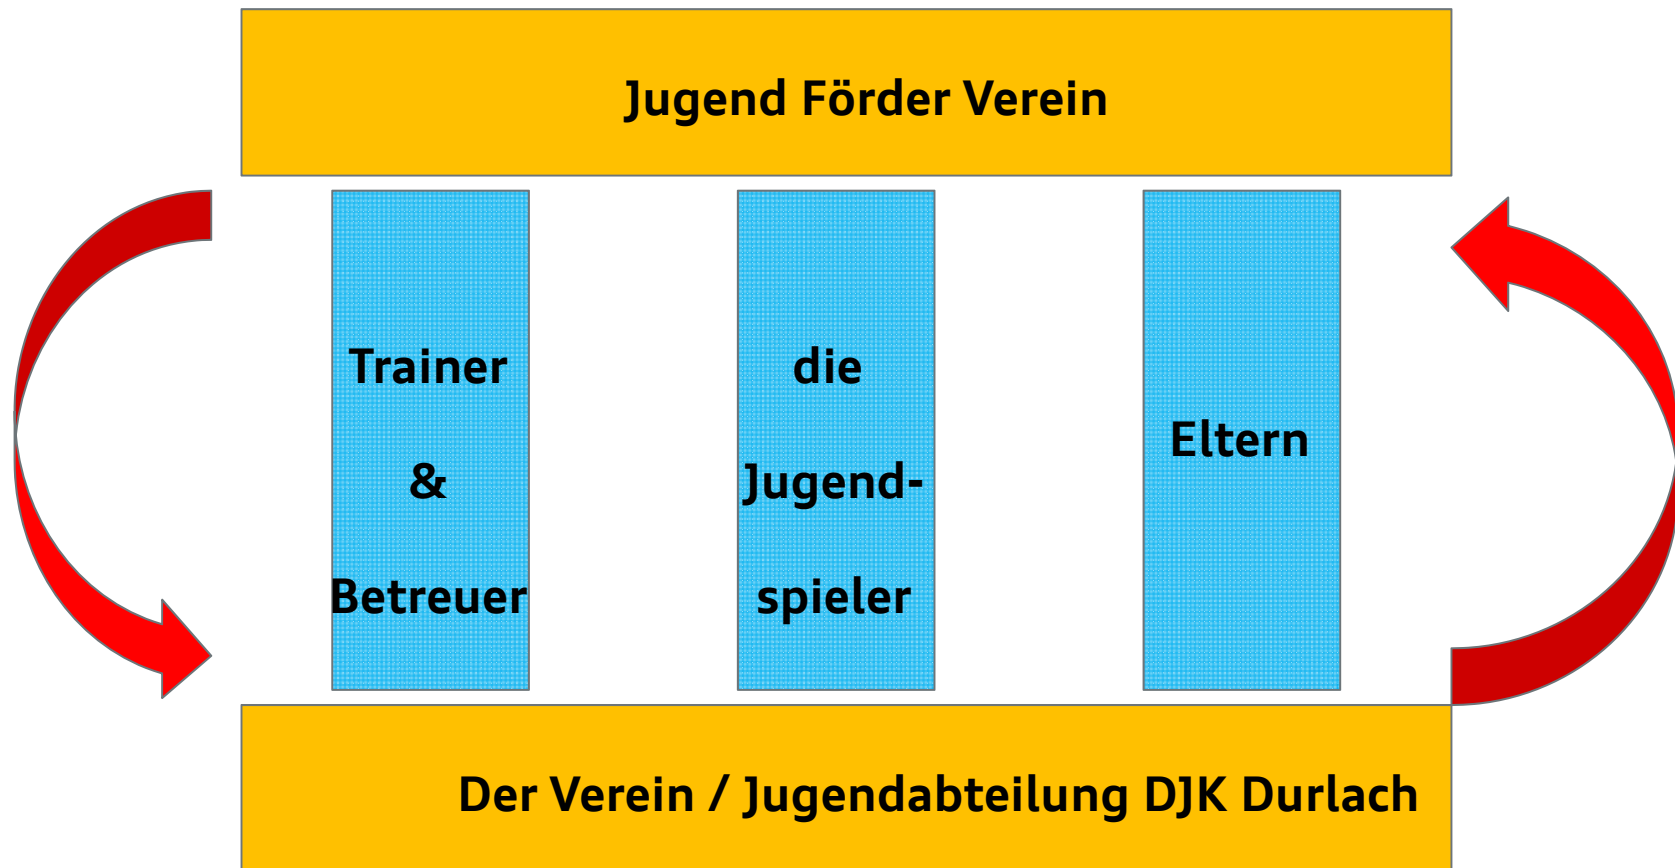 Jugend Förder Verein
Trainer
&
Betreuer
die
Jugend-
spieler
Eltern
Der Verein / Jugendabteilung DJK Durlach